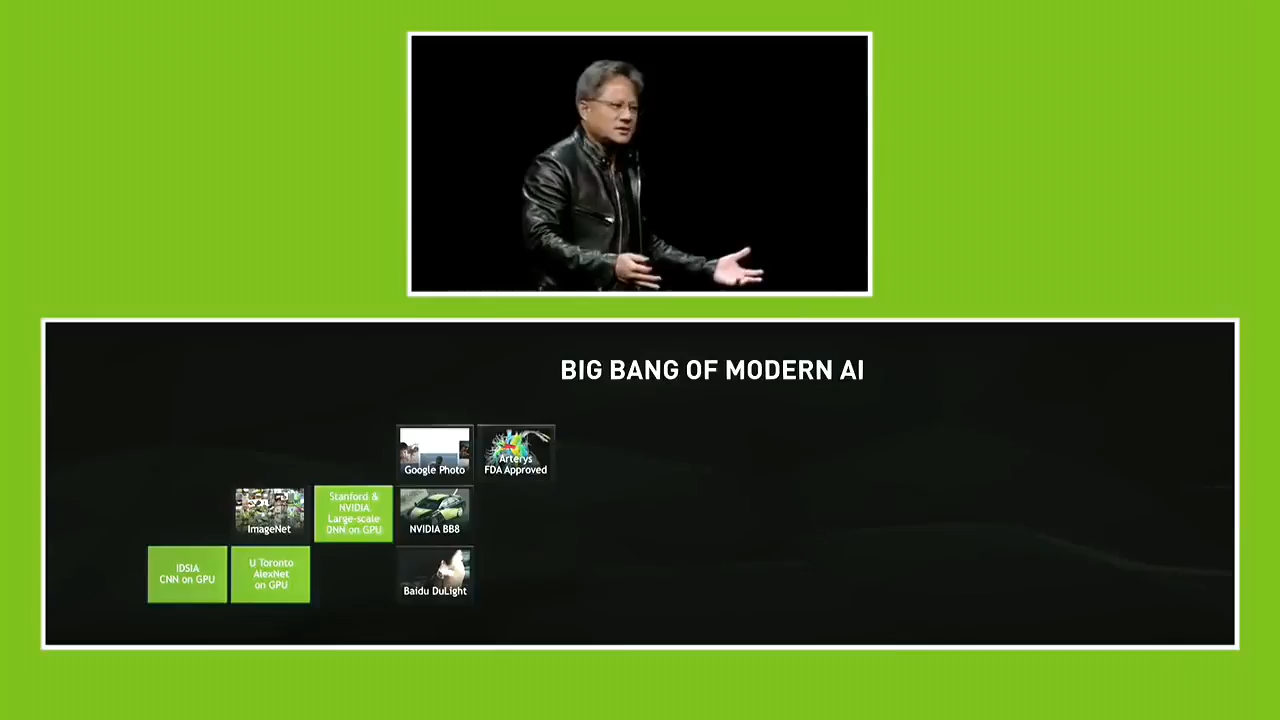 BIG BANG OF MODERN AI
Google Photo
Arterys
FDA Approved
ImageNet
Stanford &
NVIDIA
Large-scale
DNN on GPU
NVIDIA BB8
IDSIA
CNN on GPU
U Toronto
AlexNet
on GPU
Baidu DuLight